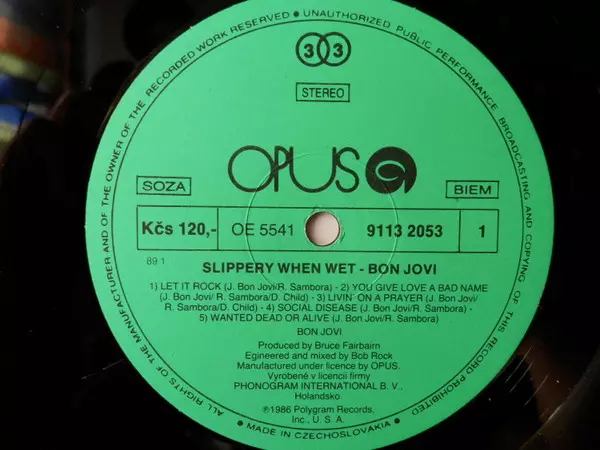 ALL RIGHTS OF THE MANUFACTURER AND OF THE OWNER OF THE RECORDED WORK RESERVED ● UNAUTHORIZED PUBLIC PERFORMANCE, BROADCASTING AND COPYING OF THIS RECORD PROHIBITED
33
STEREO
OPUS
SOZA
BIEM
Kčs 120,-
OE 5541
9113 2053
1
89 1
SLIPPERY WHEN WET - BON JOVI
1) LET IT ROCK (J. Bon Jovi/R. Sambora) - 2) YOU GIVE LOVE A BAD NAME
(J. Bon Jovi/ R. Sambora/D. Child) - 3) LIVIN' ON A PRAYER (J. Bon Jovi/
R. Sambora/D. Child) - 4) SOCIAL DISEASE (J. Bon Jovi/R. Sambora) -
5) WANTED DEAD OR ALIVE (J. Bon Jovi/R. Sambora)
BON JOVI
Produced by Bruce Fairbairn
Egineered and mixed by Bob Rock
Manufactured under licence by OPUS.
Vyrobené v licencii firmy
PHONOGRAM INTERNATIONAL B. V.,
Holandsko
℗1986 Polygram Records,
Inc., U. S. A.
● MADE IN CZECHOSLOVAKIA ●